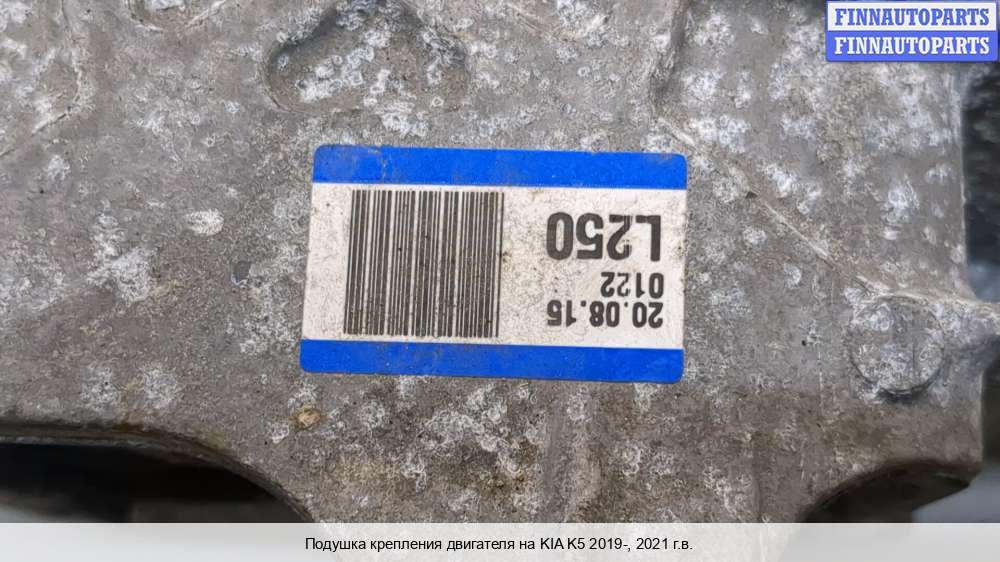 FINNAUTOPARTS
FINNAUTOPARTS
20.08.15
0122
L250
Подушка крепления двигателя на KIA K5 2019-, 2021 г.в.